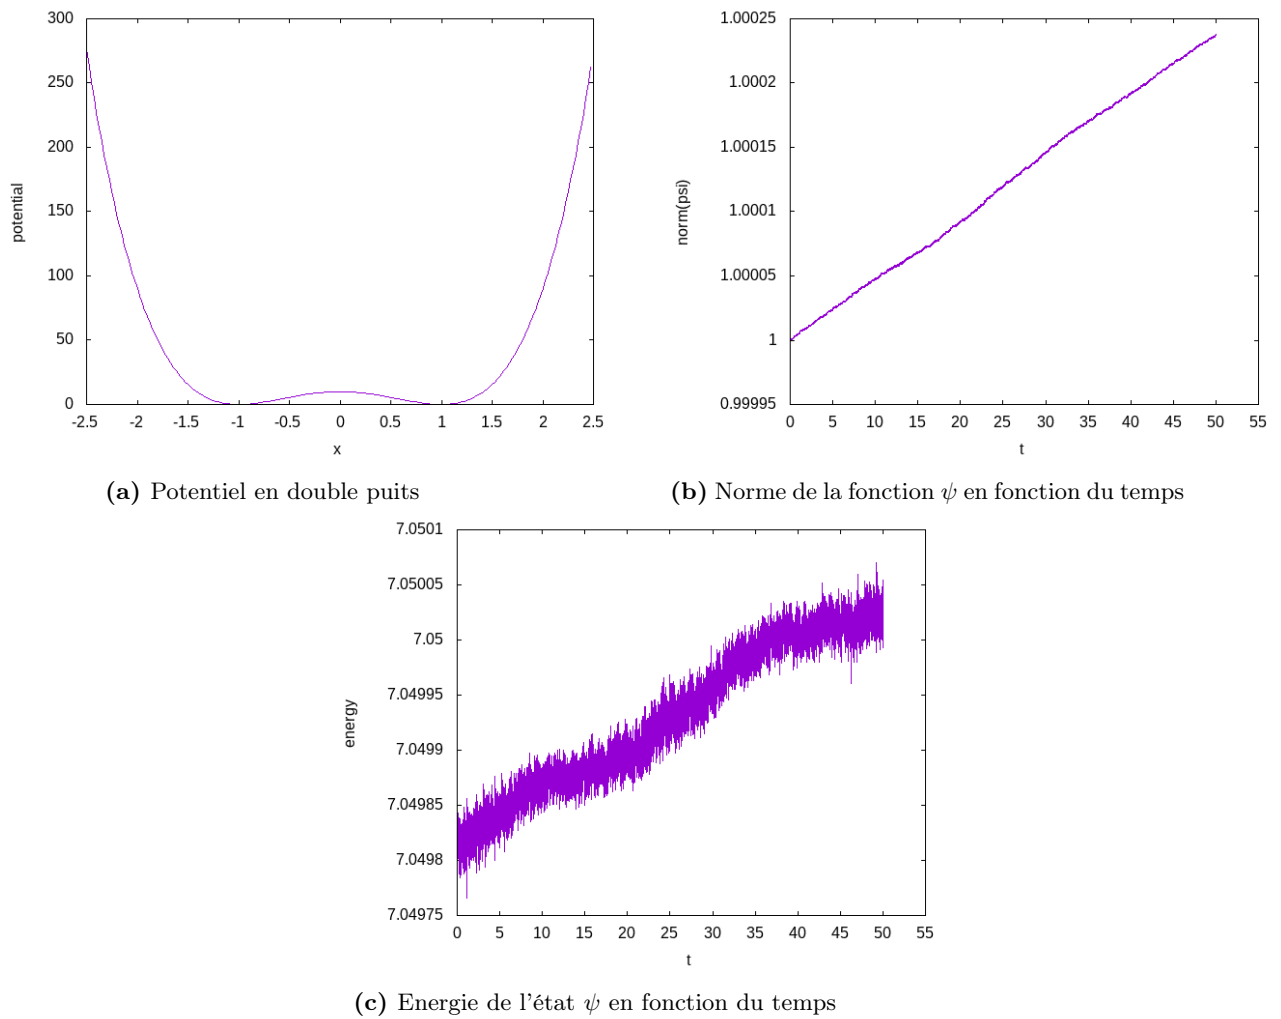 300
250
200
150
100
50
0
potential
-2.5 -2 -1.5 -1 -0.5 0 0.5 1 1.5 2 2.5
x
(a) Potentiel en double puits
1.00025
1.0002
1.00015
1.0001
1.00005
1
0.99995
norm(psi)
0 5 10 15 20 25 30 35 40 45 50 55
t
(b) Norme de la fonction ψ en fonction du temps
7.0501
7.05005
7.05
7.04995
7.0499
7.04985
7.0498
7.04975
energy
0 5 10 15 20 25 30 35 40 45 50 55
t
(c) Energie de l'état ψ en fonction du temps